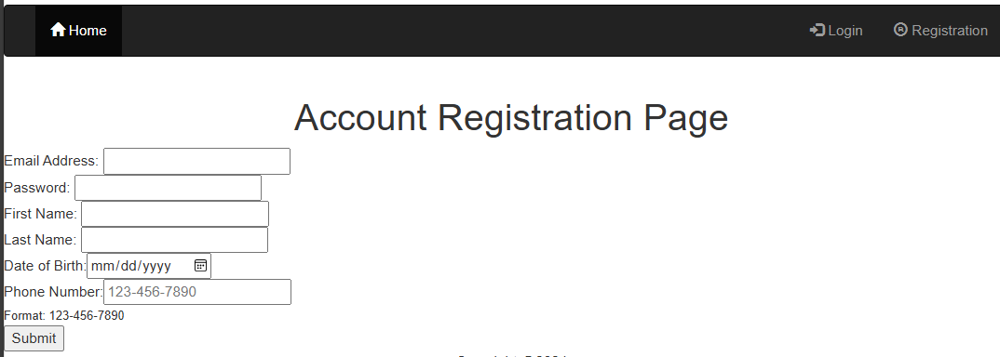 Home Login Registration
Account Registration Page
Email Address:
Password:
First Name:
Last Name:
Date of Birth: mm/dd/yyyy
Phone Number: 123-456-7890
Format: 123-456-7890
Submit